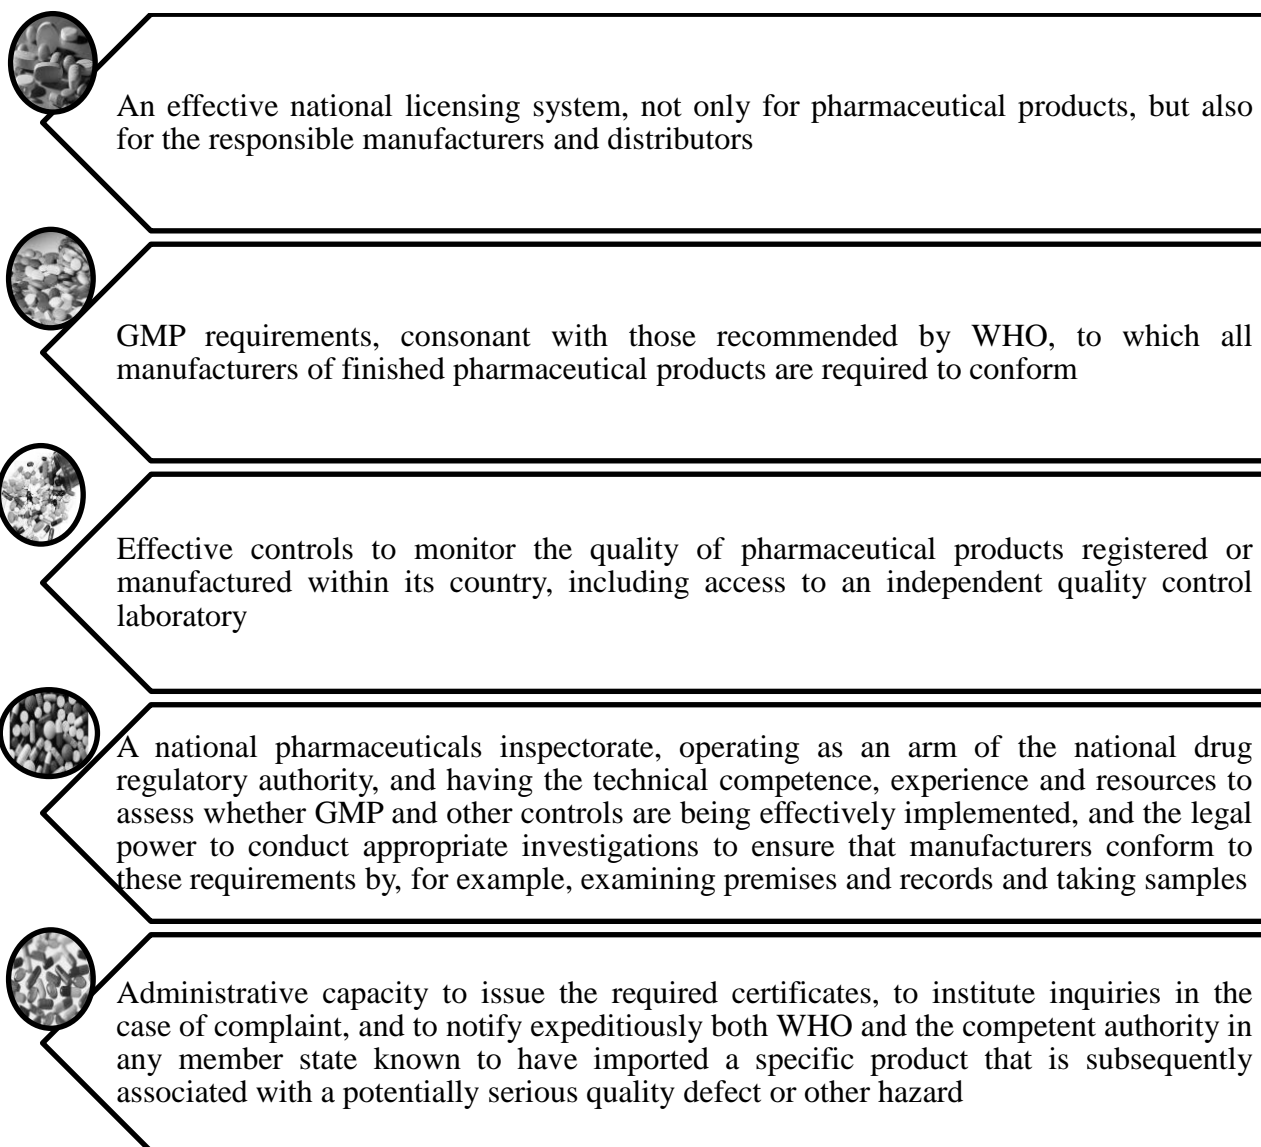 An effective national licensing system, not only for pharmaceutical products, but also
for the responsible manufacturers and distributors
GMP requirements, consonant with those recommended by WHO, to which all
manufacturers of finished pharmaceutical products are required to conform
Effective controls to monitor the quality of pharmaceutical products registered or
manufactured within its country, including access to an independent quality control
laboratory
A national pharmaceuticals inspectorate, operating as an arm of the national drug
regulatory authority, and having the technical competence, experience and resources to
assess whether GMP and other controls are being effectively implemented, and the legal
power to conduct appropriate investigations to ensure that manufacturers conform to
these requirements by, for example, examining premises and records and taking samples
Administrative capacity to issue the required certificates, to institute inquiries in the
case of complaint, and to notify expeditiously both WHO and the competent authority in
any member state known to have imported a specific product that is subsequently
associated with a potentially serious quality defect or other hazard